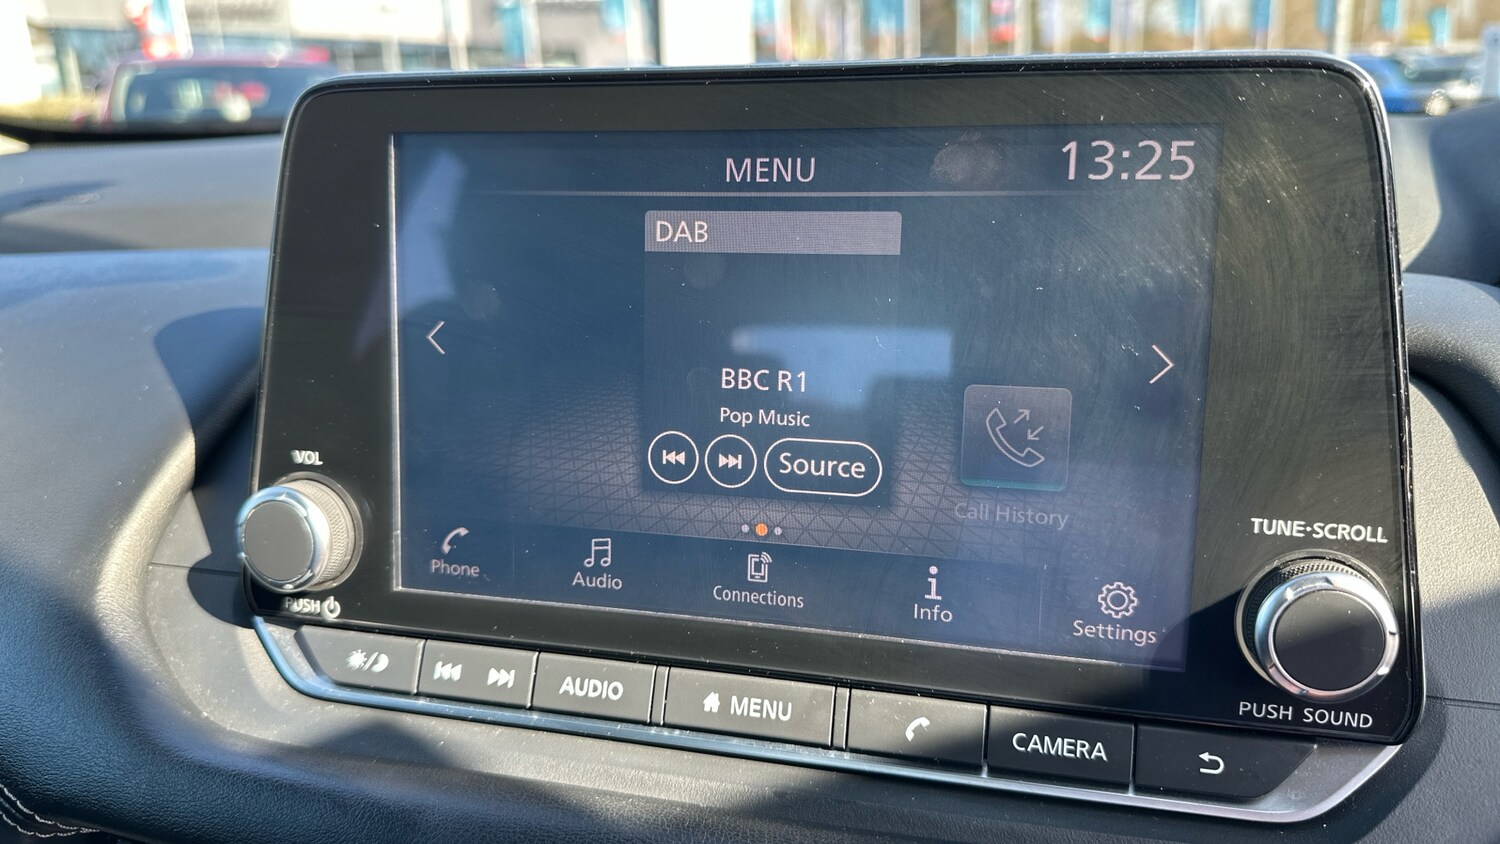 MENU
13:25
DAB
BBC R1
Pop Music
Source
Call History
Phone
Audio
Connections
Info
Settings
VOL
PUSH
TUNE·SCROLL
PUSH SOUND
AUDIO
MENU
CAMERA